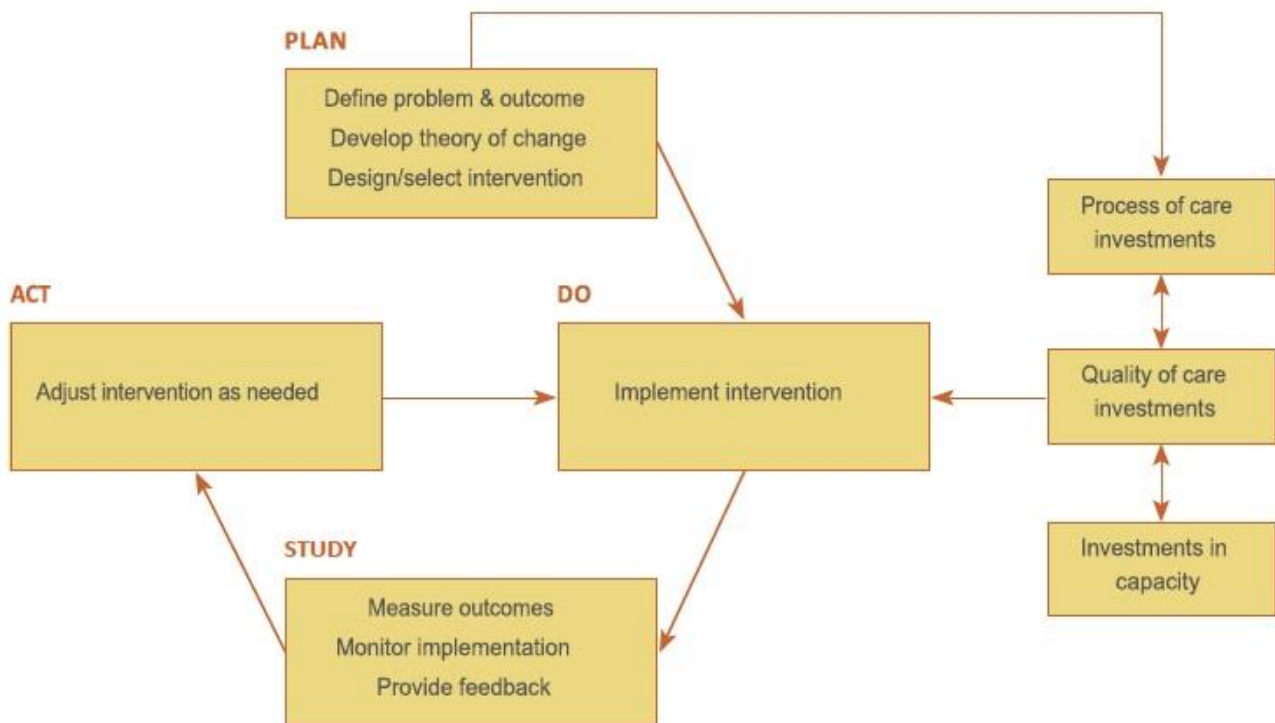 PLAN
Define problem & outcome
Develop theory of change
Design/select intervention
Process of care
investments
ACT
DO
Adjust intervention as needed
Implement intervention
Quality of care
investments
STUDY
Measure outcomes
Monitor implementation
Provide feedback
Investments in
capacity